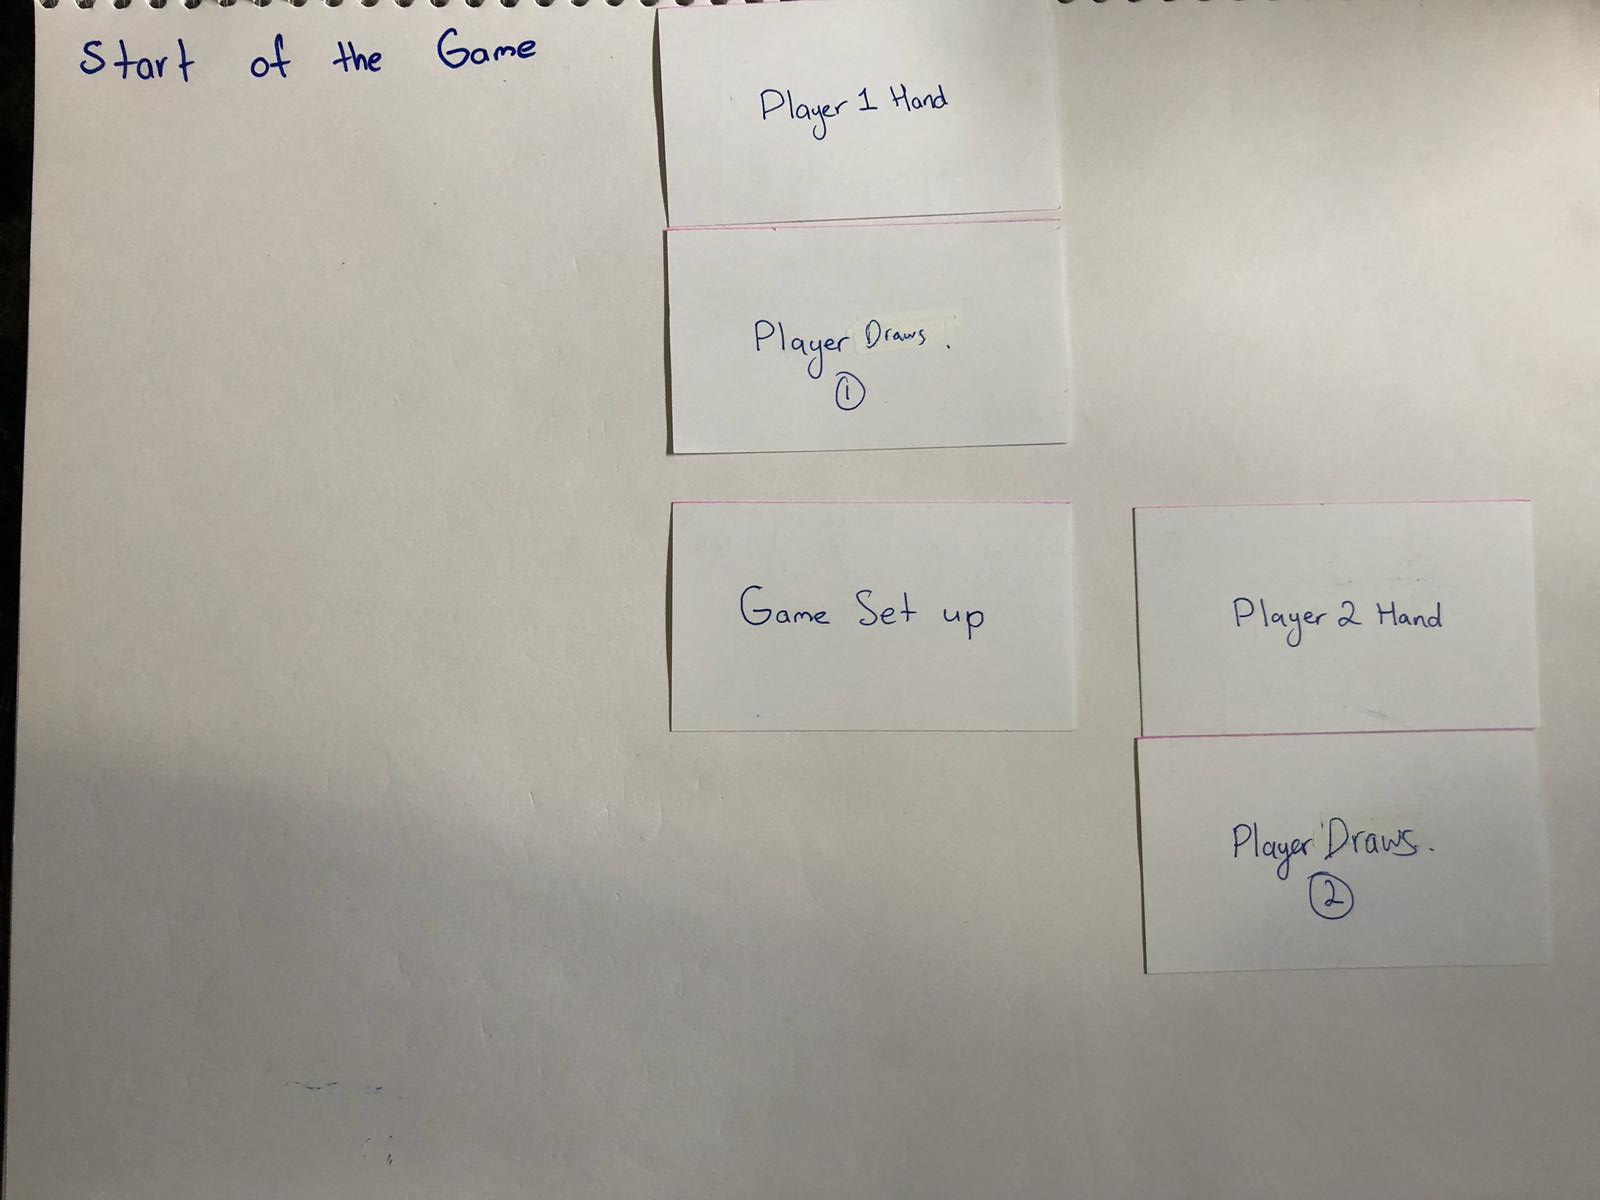 Start of the Game
Player 1 Hand
Player Draws.
1
Game Set up
Player 2 Hand
Player Draws.
2